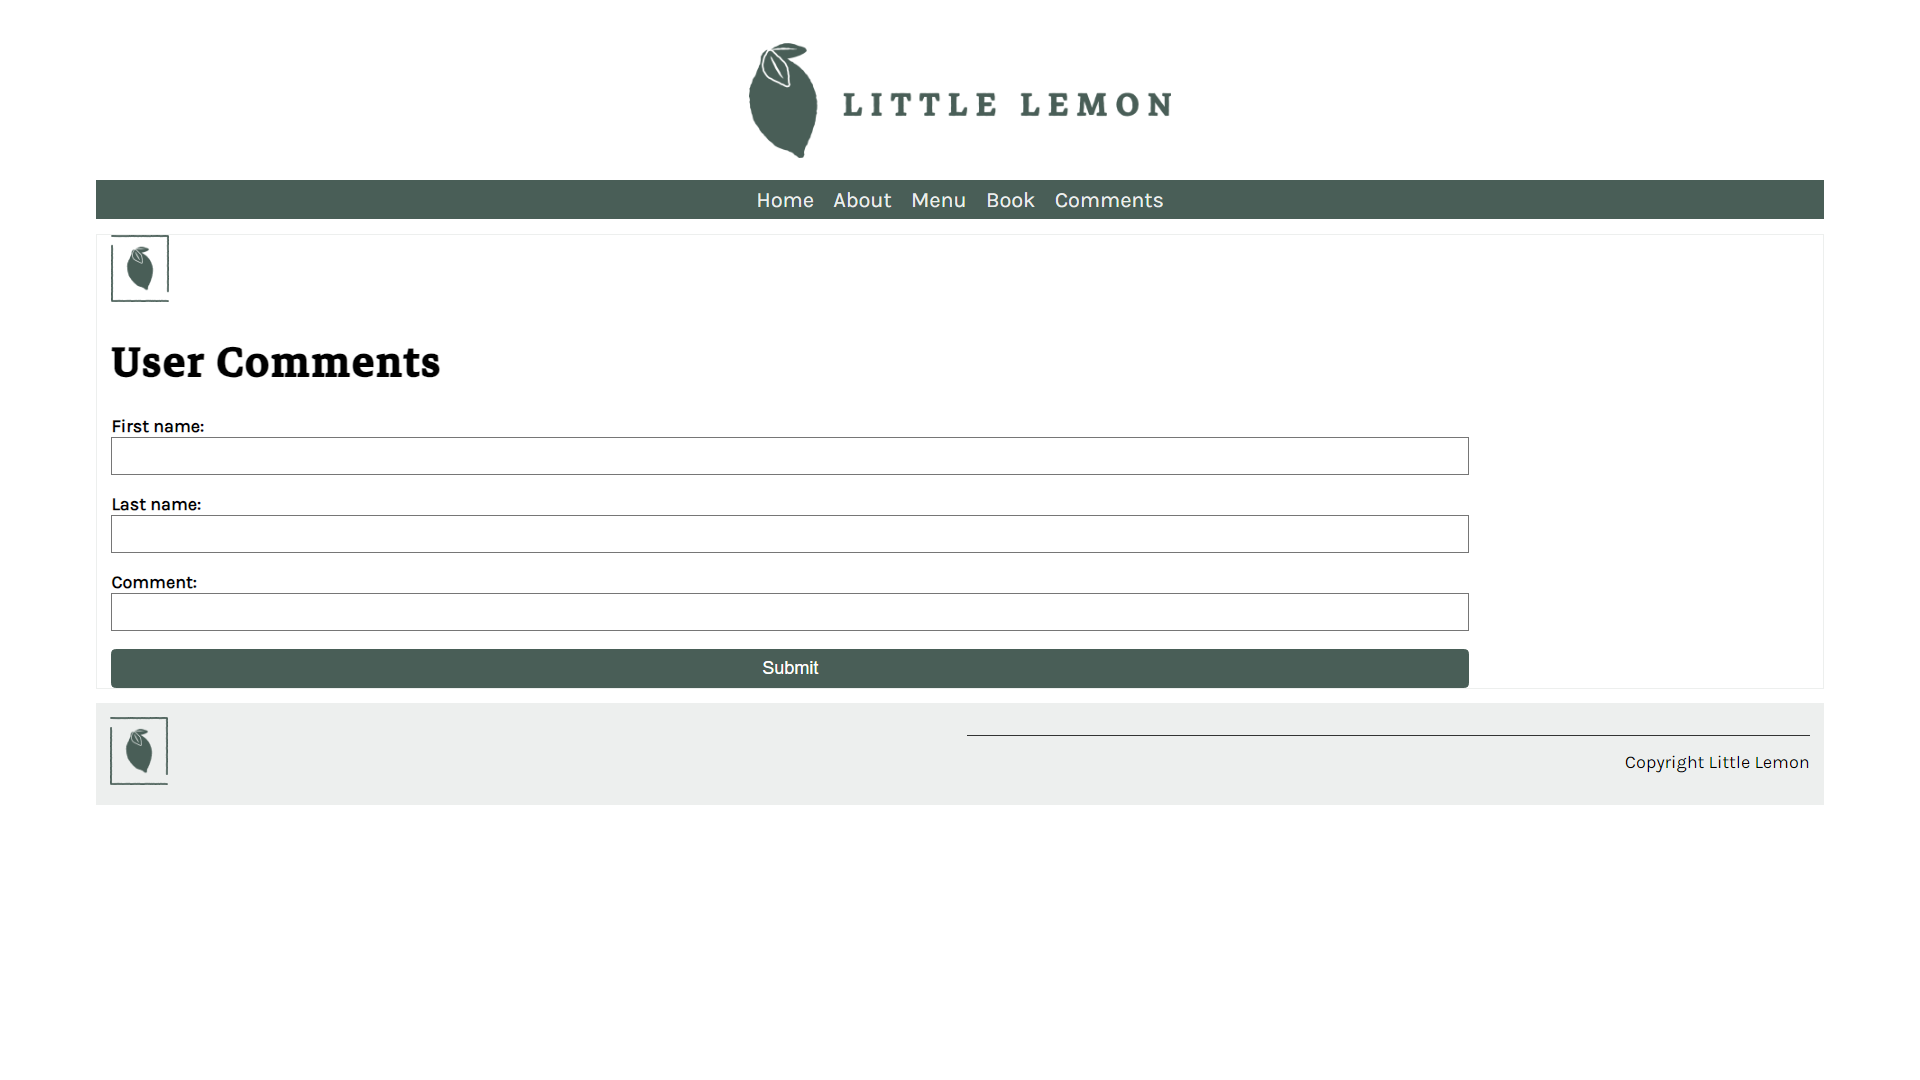 LITTLE LEMON
Home About Menu Book Comments
User Comments
First name:
Last name:
Comment:
Submit
Copyright Little Lemon